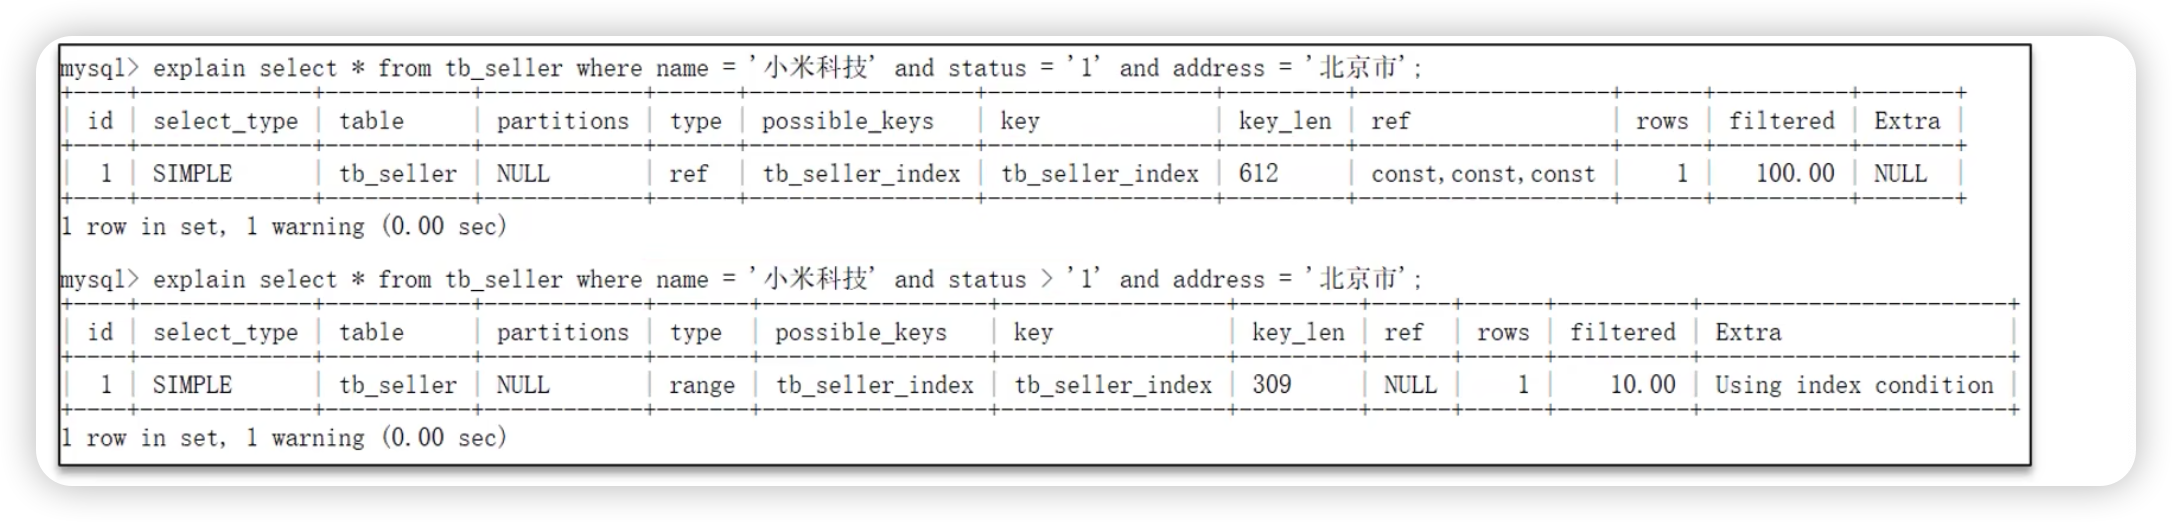 mysql> explain select * from tb_seller where name = '小米科技' and status = '1' and address = '北京市';
+----+-------------+-----------+------------+------+-----------------+-----------------+---------+-------------------+------+----------+-------+
| id | select_type | table | partitions | type | possible_keys | key | key_len | ref | rows | filtered | Extra |
+----+-------------+-----------+------------+------+-----------------+-----------------+---------+-------------------+------+----------+-------+
| 1 | SIMPLE | tb_seller | NULL | ref | tb_seller_index | tb_seller_index | 612 | const,const,const | 1 | 100.00 | NULL |
+----+-------------+-----------+------------+------+-----------------+-----------------+---------+-------------------+------+----------+-------+
1 row in set, 1 warning (0.00 sec)
mysql> explain select * from tb_seller where name = '小米科技' and status > '1' and address = '北京市';
+----+-------------+-----------+------------+-------+-----------------+-----------------+---------+------+------+----------+-----------------------+
| id | select_type | table | partitions | type | possible_keys | key | key_len | ref | rows | filtered | Extra |
+----+-------------+-----------+------------+-------+-----------------+-----------------+---------+------+------+----------+-----------------------+
| 1 | SIMPLE | tb_seller | NULL | range | tb_seller_index | tb_seller_index | 309 | NULL | 1 | 10.00 | Using index condition |
+----+-------------+-----------+------------+-------+-----------------+-----------------+---------+------+------+----------+-----------------------+
1 row in set, 1 warning (0.00 sec)